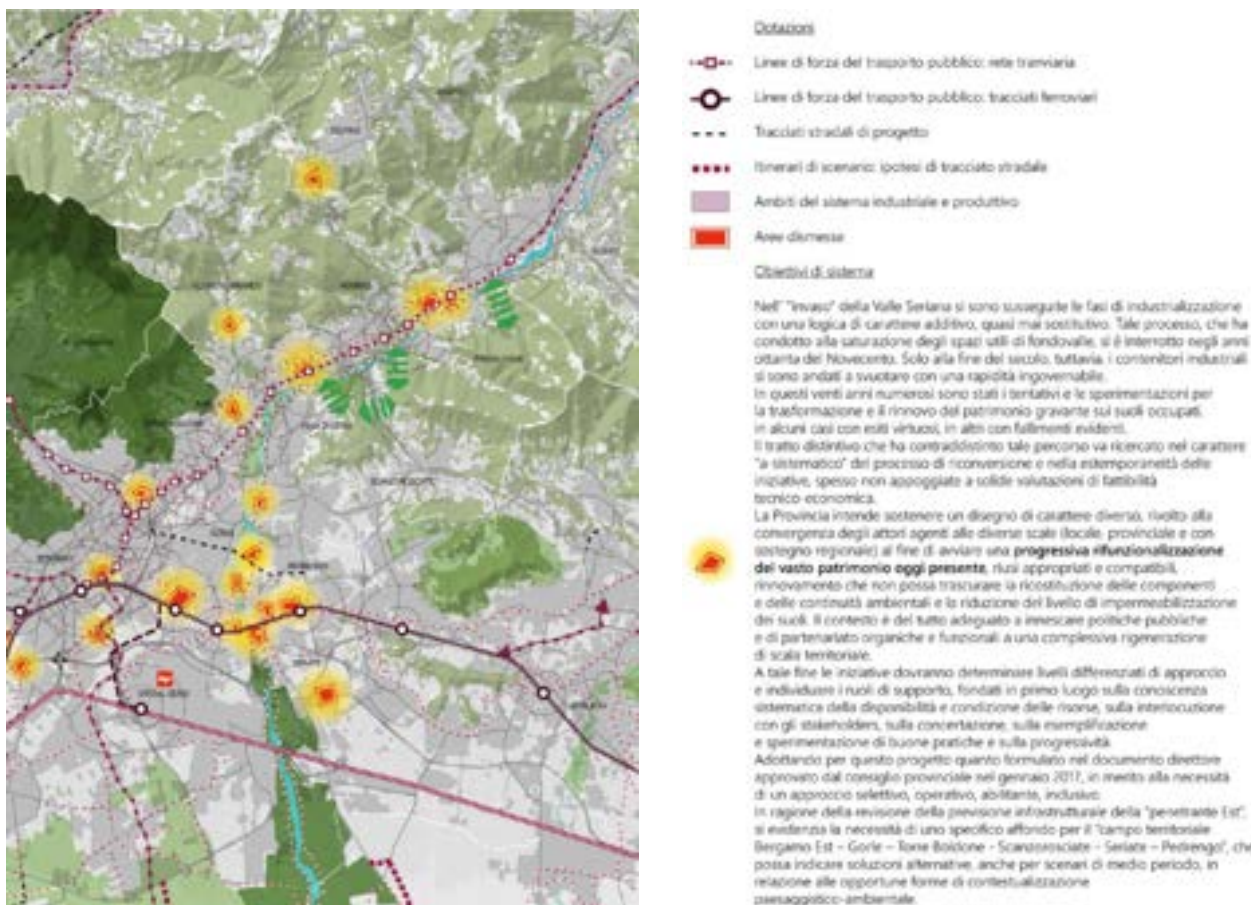 Dotazioni
Linee di forza del trasporto pubblico: rete tranviaria
Linee di forza del trasporto pubblico: tracciati ferroviari
Tracciati stradali di progetto
Itinerari di scenario: ipotesi di tracciato stradale
Ambiti del sistema industriale e produttivo
Aree dismesse
Obiettivi di sistema
Nell' "invaso" della Valle Seriana si sono susseguite le fasi di industrializzazione
con una logica di carattere additivo, quasi mai sostitutivo. Tale processo, che ha
condotto alla saturazione degli spazi utili di fondovalle, si è interrotto negli anni
ottanta del Novecento. Solo alla fine del secolo, tuttavia, i contenitori industriali
si sono andati a svuotare con una rapidità ingovernabile.
In questi venti anni numerosi sono stati i tentativi e le sperimentazioni per
la trasformazione e il rinnovo del patrimonio gravante sui suoli occupati,
in alcuni casi con esiti virtuosi, in altri con fallimenti evidenti.
Il tratto distintivo che ha contraddistinto tale percorso va ricercato nel carattere
"a-sistematico" del processo di riconversione e nella estemporaneità delle
iniziative, spesso non appoggiate a solide valutazioni di fattibilità
tecnico-economica.
La Provincia intende sostenere un disegno di carattere diverso, rivolto alla
convergenza degli attori agenti alle diverse scale (locale, provinciale e con
sostegno regionale) al fine di avviare una progressiva rifunzionalizzazione
del vasto patrimonio oggi presente, riusi appropriati e compatibili,
rinnovamento che non possa trascurare la ricostituzione delle componenti
e delle continuità ambientali e la riduzione del livello di impermeabilizzazione
dei suoli. Il contesto è del tutto adeguato a innescare politiche pubbliche
e di partenariato organiche e funzionali a una complessiva rigenerazione
di scala territoriale.
A tale fine le iniziative dovranno determinare livelli differenziati di approccio
e individuare i ruoli di supporto, fondati in primo luogo sulla conoscenza
sistematica della disponibilità e condizione delle risorse, sulla interlocuzione
con gli stakeholders, sulla concertazione, sulla esemplificazione
e sperimentazione di buone pratiche e sulla progressività.
Adottando per questo progetto quanto formulato nel documento direttore
approvato dal consiglio provinciale nel gennaio 2017, in merito alla necessità
di un approccio selettivo, operativo, abilitante, inclusivo.
In ragione della revisione della previsione infrastrutturale della "penetrante Est",
si evidenzia la necessità di uno specifico affondo per il "campo territoriale
Bergamo Est – Gorle – Torre Boldone - Scanzorosciate – Seriate – Pedrengo", che
possa indicare soluzioni alternative, anche per scenari di medio periodo, in
relazione alle opportune forme di contestualizzazione
paesaggistico-ambientale.